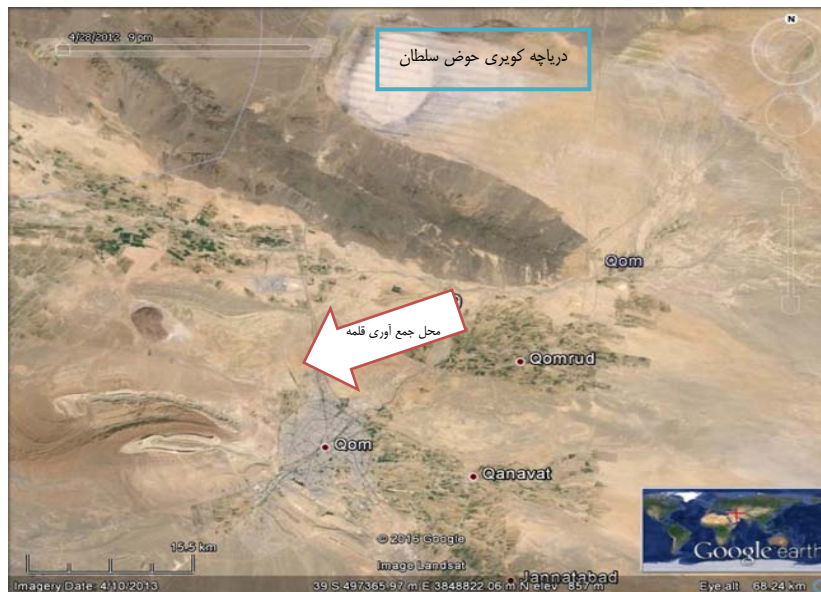 N
4/28/2012 9 pm
دریاچه کویری حوض سلطان
Qom
محل جمع آوری قلمه
Qomrud
Qom
Qanavat
© 2015 Google
15.5 km
Image Landsat
Google earth
Jannatabad
Imagery Date: 4/10/2013
39 S 497365.97 m E 3848822.06 m N elev 857 m
Eye alt 68.24 km